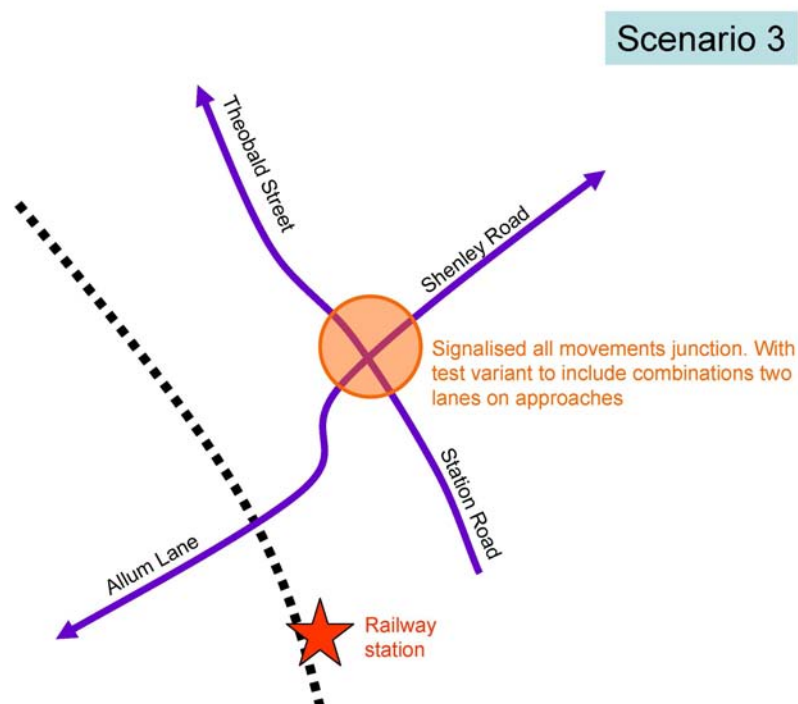 Scenario 3
Theobald Street
Shenley Road
Signalised all movements junction. With
test variant to include combinations two
lanes on approaches
Station Road
Allum Lane
Railway
station